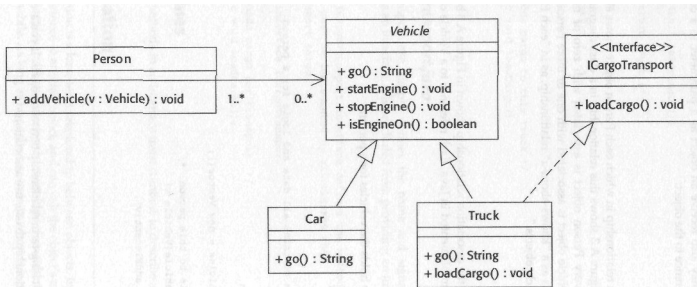 Person
+ addVehicle(v : Vehicle) : void
1..*
0..*
Vehicle
+ go() : String
+ startEngine() : void
+ stopEngine() : void
+ isEngineOn() : boolean
<<Interface>>
ICargoTransport
+ loadCargo() : void
Car
+ go() : String
Truck
+ go() : String
+ loadCargo() : void